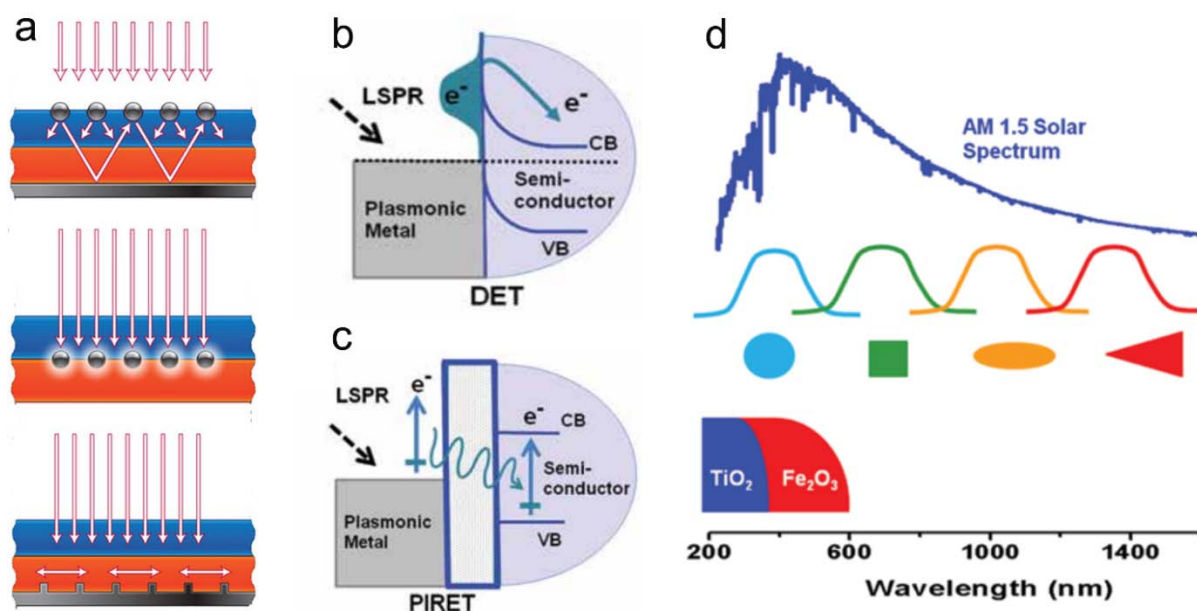 a
b
LSPR
e-
e-
CB
Semi-
conductor
Plasmonic
Metal
VB
DET
c
LSPR
e-
e-
CB
Semi-
conductor
Plasmonic
Metal
VB
PIRET
d
AM 1.5 Solar
Spectrum
TiO2
Fe2O3
200 600 1000 1400
Wavelength (nm)